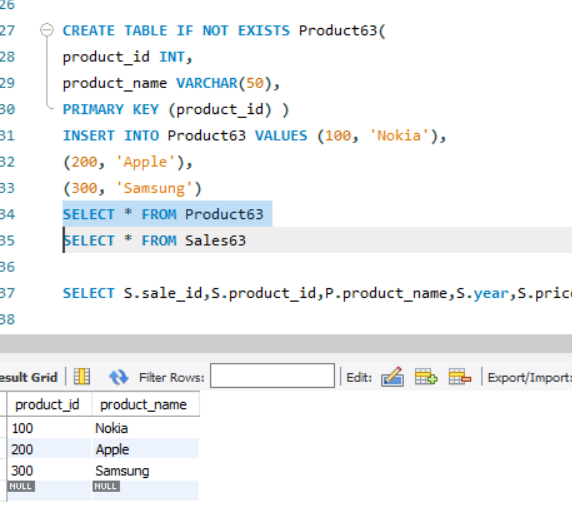 26
27 CREATE TABLE IF NOT EXISTS Product63(
28 product_id INT,
29 product_name VARCHAR(50),
30 PRIMARY KEY (product_id) )
31 INSERT INTO Product63 VALUES (100, 'Nokia'),
32 (200, 'Apple'),
33 (300, 'Samsung')
34 SELECT * FROM Product63
35 SELECT * FROM Sales63
36
37 SELECT S.sale_id,S.product_id,P.product_name,S.year,S.price
38
esult Grid Filter Rows: Edit: Export/Import:
product_id product_name
100 Nokia
200 Apple
300 Samsung
NULL NULL